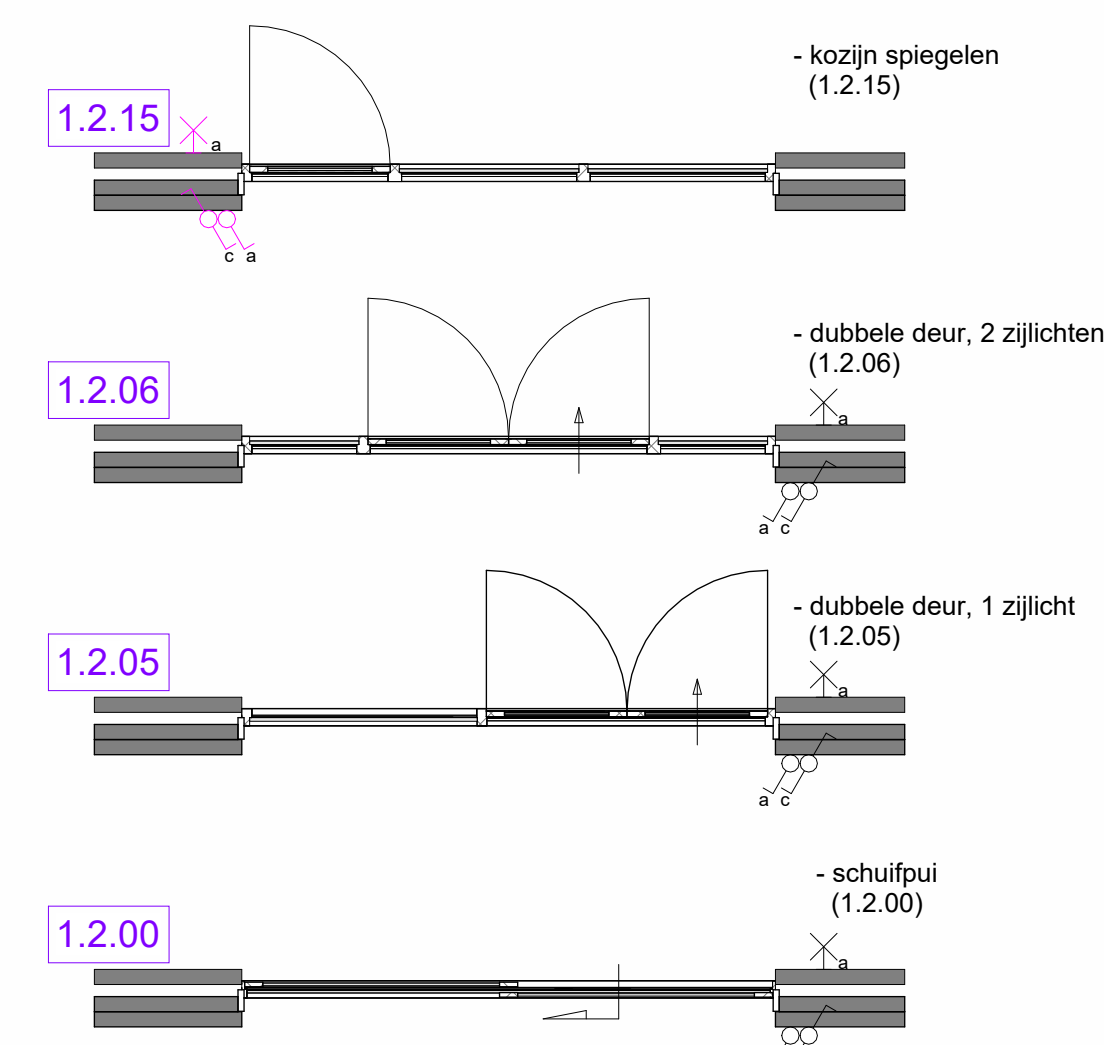 - kozijn spiegelen
(1.2.15)
1.2.15
a
c a
- dubbele deur, 2 zijlichten
(1.2.06)
1.2.06
a
a c
- dubbele deur, 1 zijlicht
(1.2.05)
1.2.05
a
a c
- schuifpui
(1.2.00)
1.2.00
a